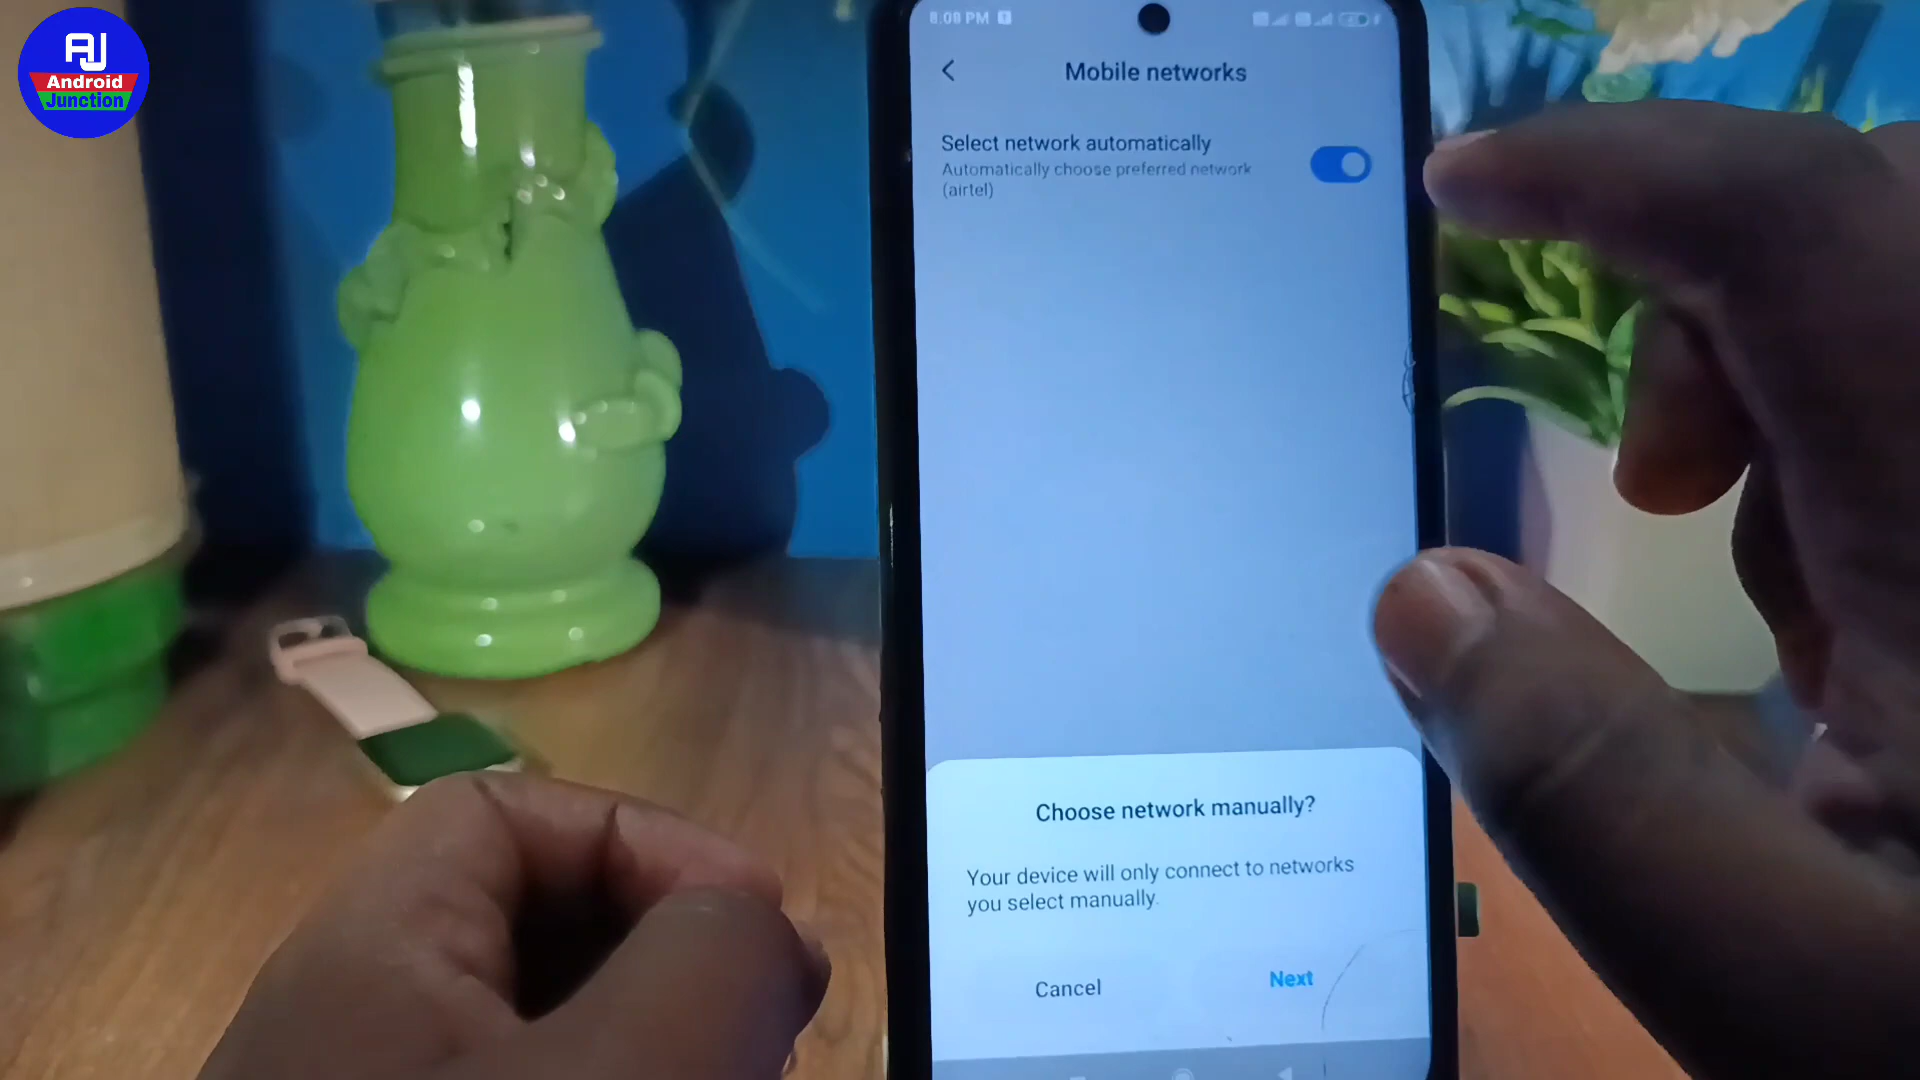 AJ
Android
Junction
8.08 PM
Mobile networks
Select network automatically
Automatically choose preferred network
(airtel)
Choose network manually?
Your device will only connect to networks
you select manually.
Cancel
Next